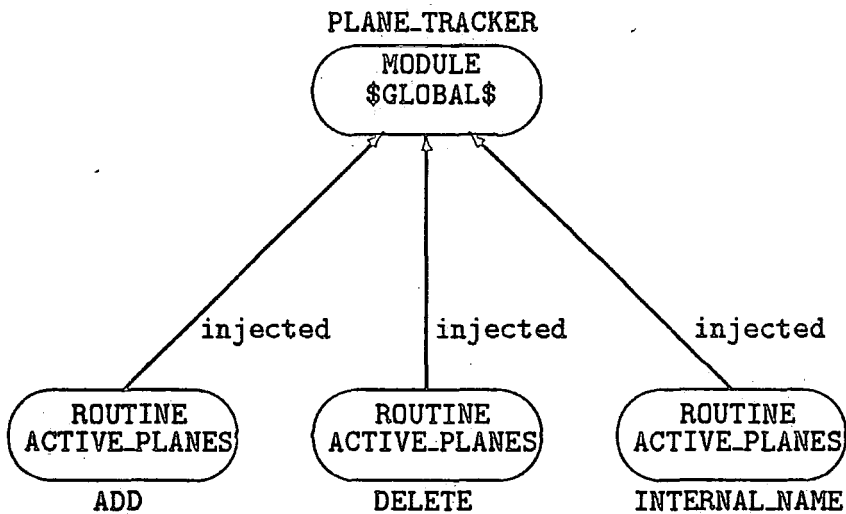 PLANE_TRACKER
MODULE
$GLOBAL$
injected injected injected
ROUTINE ROUTINE ROUTINE
ACTIVE_PLANES ACTIVE_PLANES ACTIVE_PLANES
ADD DELETE INTERNAL_NAME